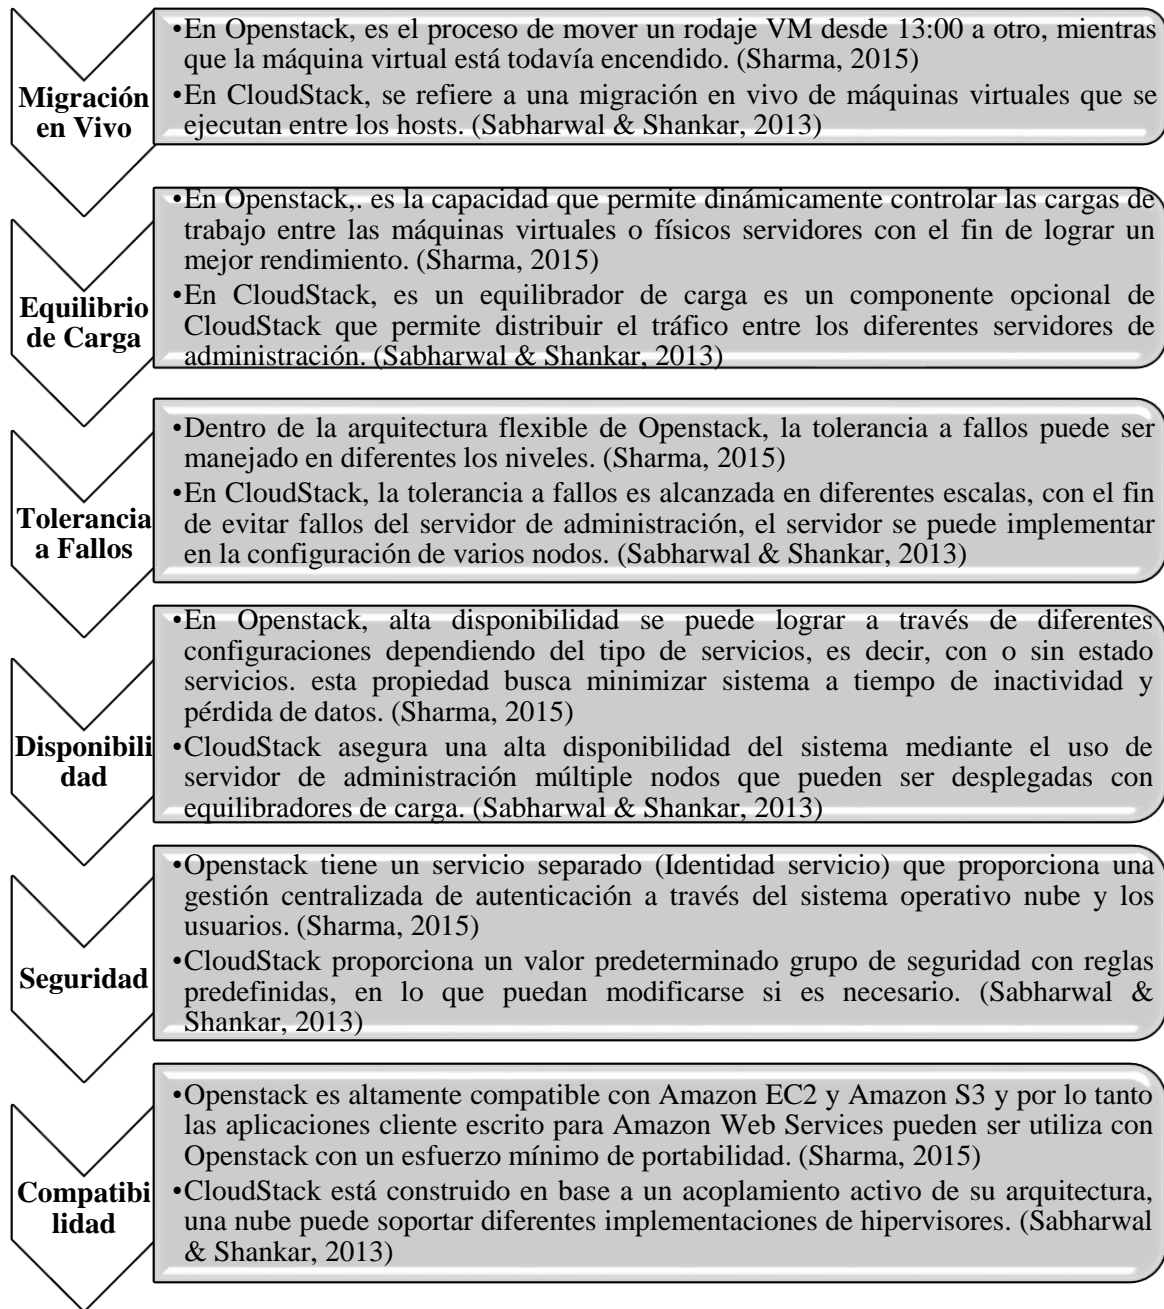 Migración
en Vivo
•En Openstack, es el proceso de mover un rodaje VM desde 13:00 a otro, mientras
que la máquina virtual está todavía encendido. (Sharma, 2015)
•En CloudStack, se refiere a una migración en vivo de máquinas virtuales que se
ejecutan entre los hosts. (Sabharwal & Shankar, 2013)
Equilibrio
de Carga
•En Openstack,. es la capacidad que permite dinámicamente controlar las cargas de
trabajo entre las máquinas virtuales o físicos servidores con el fin de lograr un
mejor rendimiento. (Sharma, 2015)
•En CloudStack, es un equilibrador de carga es un componente opcional de
CloudStack que permite distribuir el tráfico entre los diferentes servidores de
administración. (Sabharwal & Shankar, 2013)
Tolerancia
a Fallos
•Dentro de la arquitectura flexible de Openstack, la tolerancia a fallos puede ser
manejado en diferentes los niveles. (Sharma, 2015)
•En CloudStack, la tolerancia a fallos es alcanzada en diferentes escalas, con el fin
de evitar fallos del servidor de administración, el servidor se puede implementar
en la configuración de varios nodos. (Sabharwal & Shankar, 2013)
Disponibili
dad
•En Openstack, alta disponibilidad se puede lograr a través de diferentes
configuraciones dependiendo del tipo de servicios, es decir, con o sin estado
servicios. esta propiedad busca minimizar sistema a tiempo de inactividad y
pérdida de datos. (Sharma, 2015)
•CloudStack asegura una alta disponibilidad del sistema mediante el uso de
servidor de administración múltiple nodos que pueden ser desplegadas con
equilibradores de carga. (Sabharwal & Shankar, 2013)
Seguridad
•Openstack tiene un servicio separado (Identidad servicio) que proporciona una
gestión centralizada de autenticación a través del sistema operativo nube y los
usuarios. (Sharma, 2015)
•CloudStack proporciona un valor predeterminado grupo de seguridad con reglas
predefinidas, en lo que puedan modificarse si es necesario. (Sabharwal &
Shankar, 2013)
Compatibi
lidad
•Openstack es altamente compatible con Amazon EC2 y Amazon S3 y por lo tanto
las aplicaciones cliente escrito para Amazon Web Services pueden ser utiliza con
Openstack con un esfuerzo mínimo de portabilidad. (Sharma, 2015)
•CloudStack está construido en base a un acoplamiento activo de su arquitectura,
una nube puede soportar diferentes implementaciones de hipervisores. (Sabharwal
& Shankar, 2013)